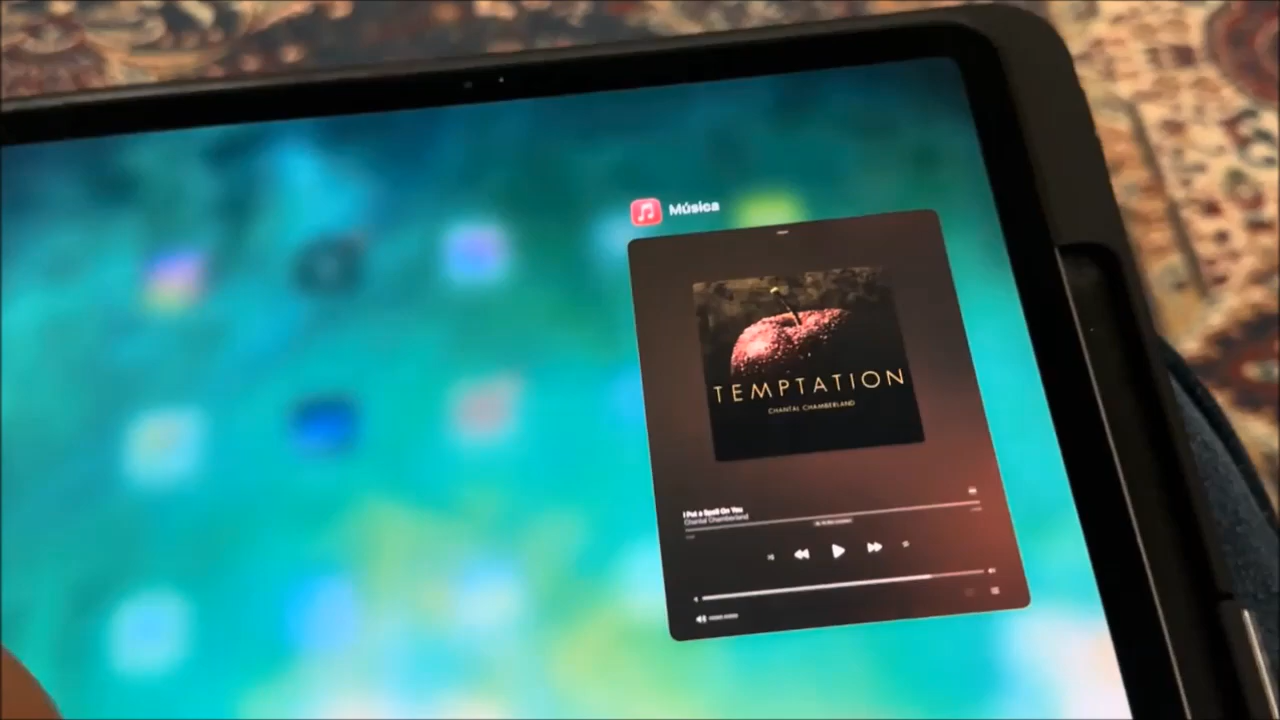 Música
TEMPTATION
CHANTAL CHAMBERLAND
I Put a Spell On You
Chantal Chamberland